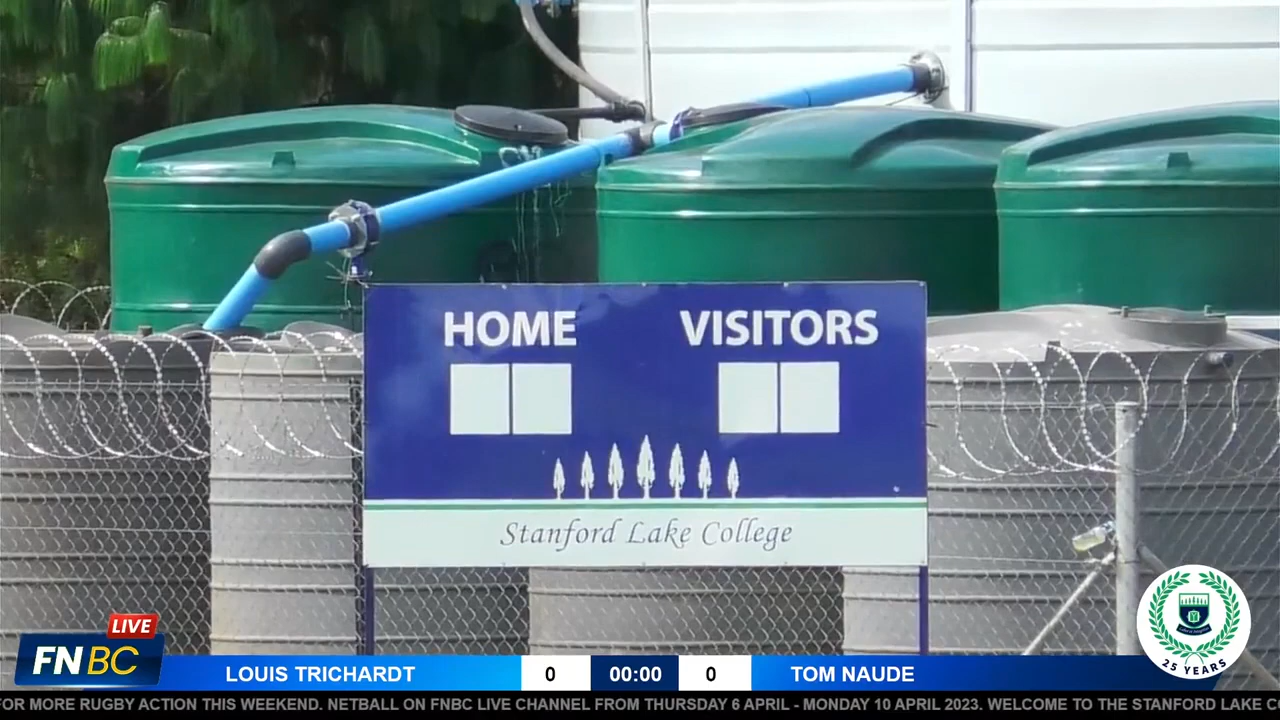 HOME VISITORS
Stanford Lake College
LIVE
FNBC
LOUIS TRICHARDT 0 00:00 0 TOM NAUDE
25 YEARS
FOR MORE RUGBY ACTION THIS WEEKEND. NETBALL ON FNBC LIVE CHANNEL FROM THURSDAY 6 APRIL - MONDAY 10 APRIL 2023. WELCOME TO THE STANFORD LAKE C